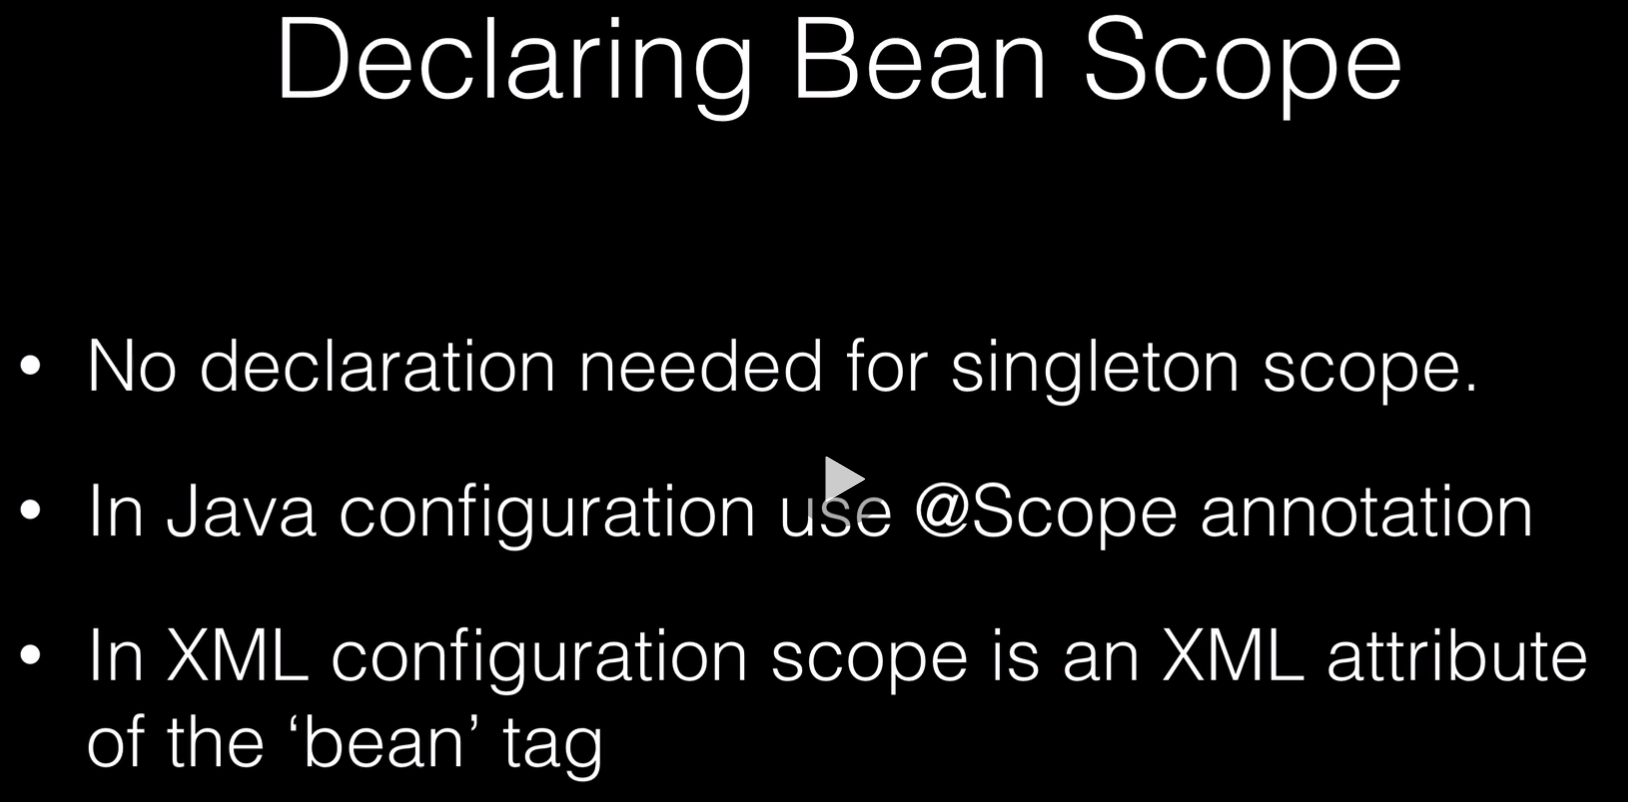 Declaring Bean Scope
• No declaration needed for singleton scope.
• In Java configuration use @Scope annotation
• In XML configuration scope is an XML attribute
of the ‘bean’ tag